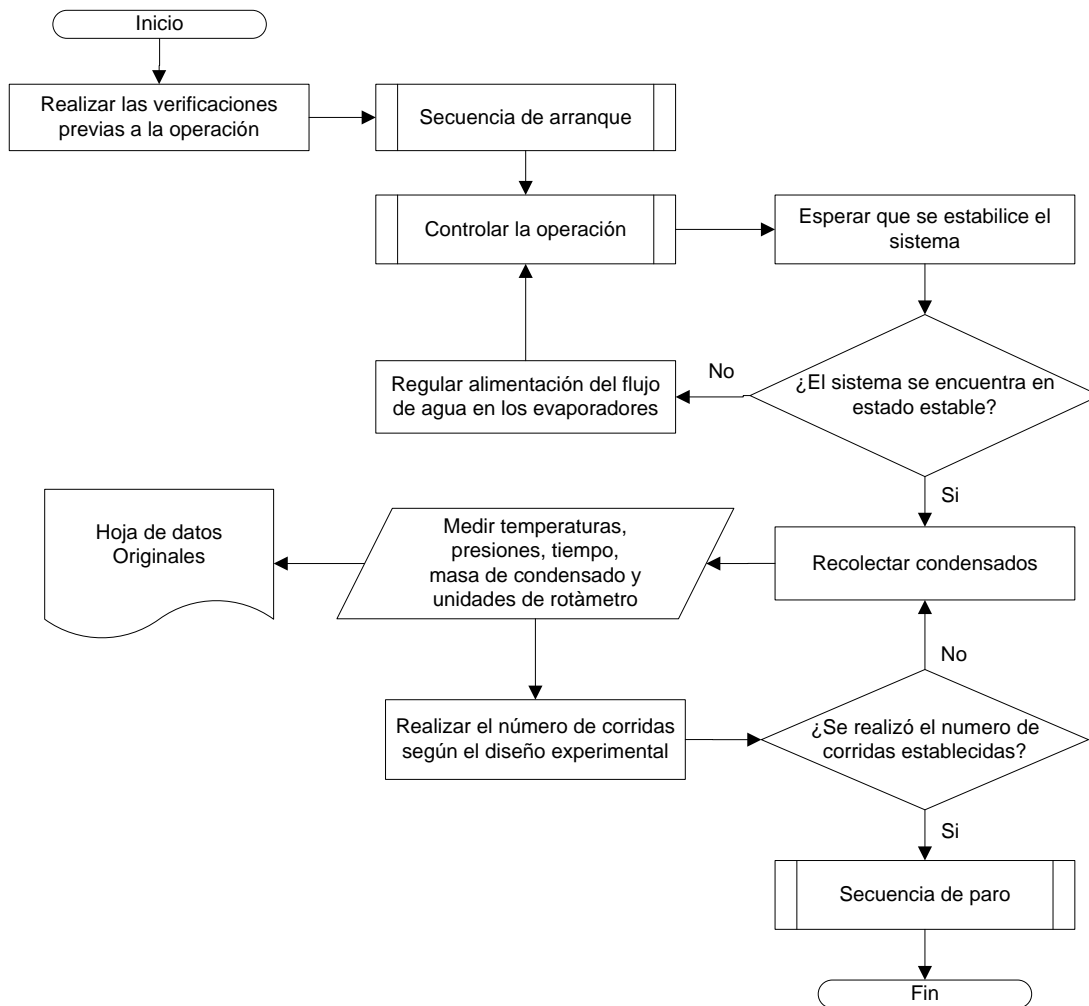 Inicio
Realizar las verificaciones
previas a la operación
Secuencia de arranque
Controlar la operación
Esperar que se estabilice el
sistema
No
Regular alimentación del flujo
de agua en los evaporadores
¿El sistema se encuentra en
estado estable?
Si
Hoja de datos
Originales
Medir temperaturas,
presiones, tiempo,
masa de condensado y
unidades de rotàmetro
Recolectar condensados
No
Realizar el número de corridas
según el diseño experimental
¿Se realizó el numero de
corridas establecidas?
Si
Secuencia de paro
Fin